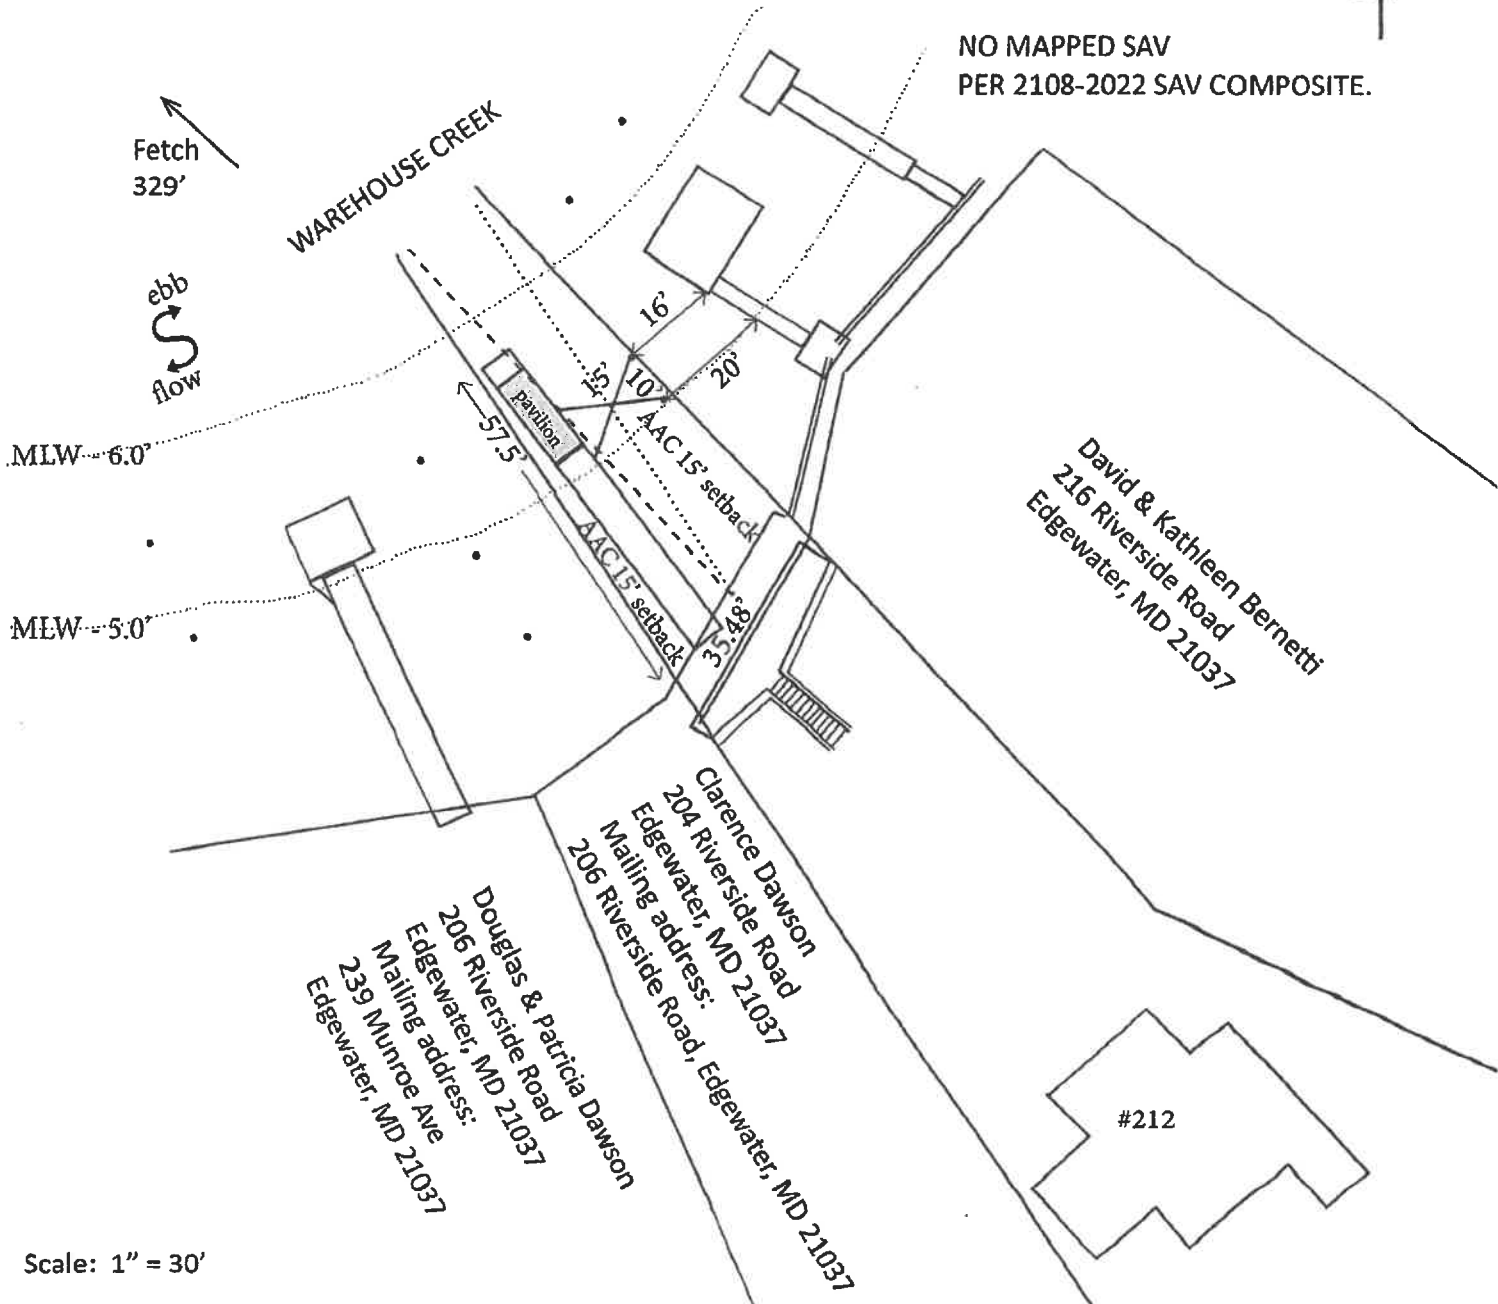 NO MAPPED SAV
PER 2108-2022 SAV COMPOSITE.
Fetch
329’
WAREHOUSE CREEK
ebb
flow
16’
20’
15’
10’
pavilion
57.5’
AAC 15’ setback
AAC 15’ setback
35.48’
MLW - 6.0’
MLW - 5.0’
David & Kathleen Bernetti
216 Riverside Road
Edgewater, MD 21037
Clarence Dawson
204 Riverside Road
Edgewater, MD 21037
Mailing address:
206 Riverside Road, Edgewater, MD 21037
Douglas & Patricia Dawson
206 Riverside Road
Edgewater, MD 21037
Mailing address:
239 Munroe Ave
Edgewater, MD 21037
#212
Scale: 1” = 30’